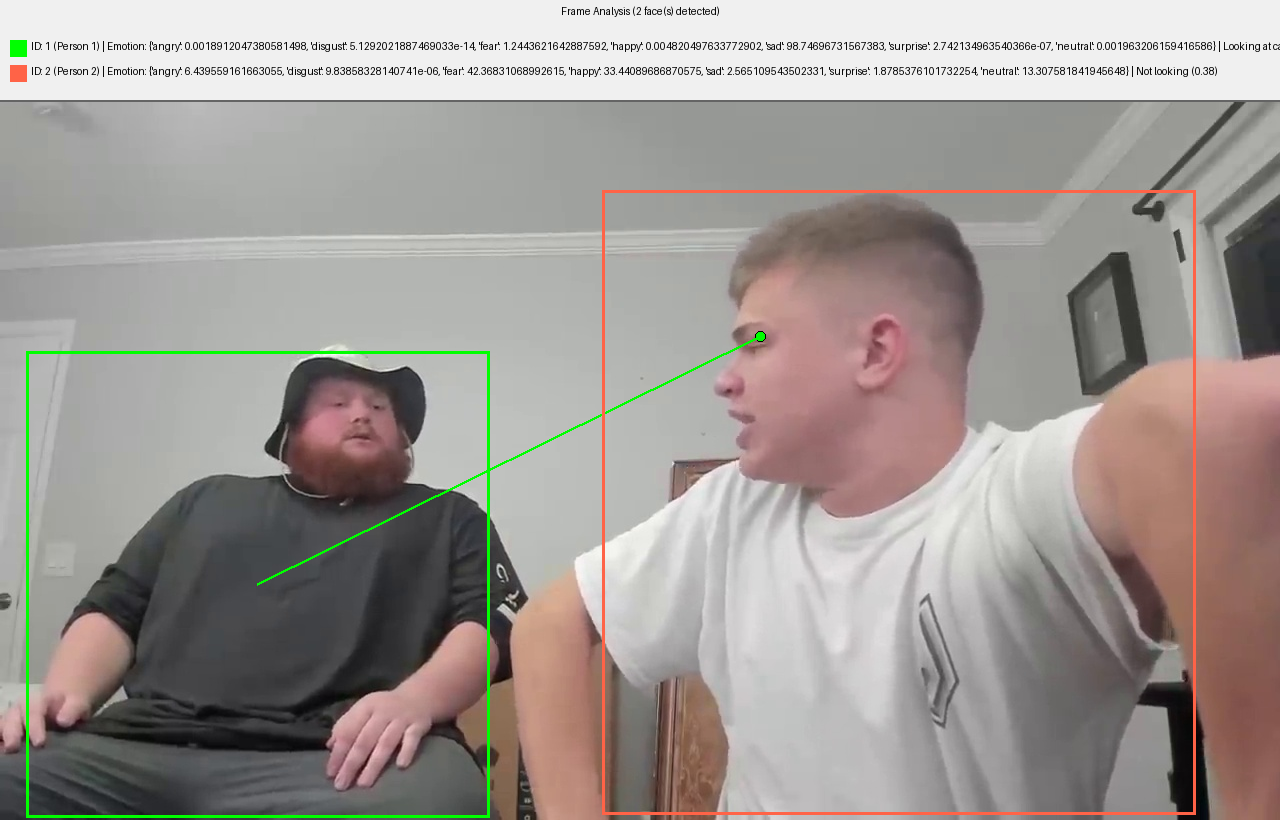 Frame Analysis (2 face(s) detected)
ID: 1 (Person 1) | Emotion: {'angry': 0.0018912047380581498, 'disgust': 5.1292021887469033e-14, 'fear': 1.2443621642887592, 'happy': 0.004820497633772902, 'sad': 98.74696731567383, 'surprise': 2.742134963540366e-07, 'neutral': 0.001963206159416586} | Looking at ca
ID: 2 (Person 2) | Emotion: {'angry': 6.439559161663055, 'disgust': 9.83858328140741e-06, 'fear': 42.36831068992615, 'happy': 33.44089686870575, 'sad': 2.565109543502331, 'surprise': 1.8785376101732254, 'neutral': 13.307581841945648} | Not looking (0.38)